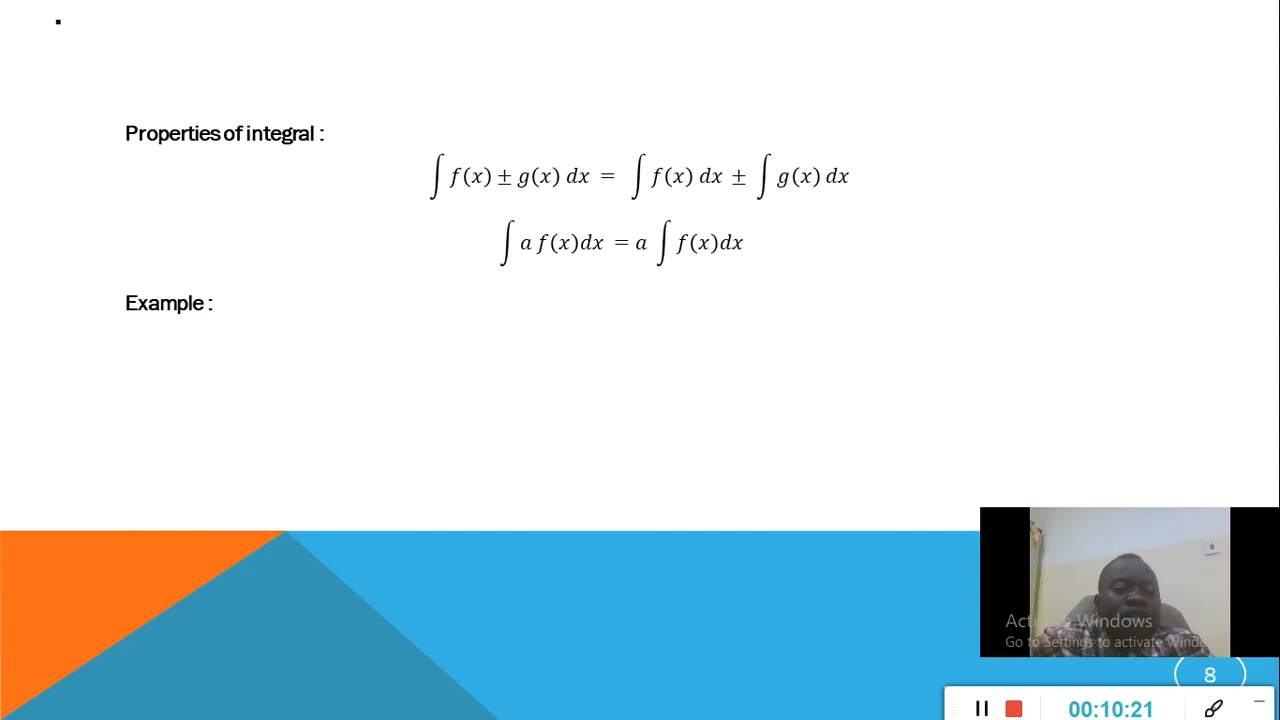 Properties of integral :
∫ f(x) ± g(x) dx = ∫ f(x) dx ± ∫ g(x) dx
∫ a f(x)dx = a ∫ f(x)dx
Example :
Activate Windows
Go to Settings to activate Windows
8
00:10:21